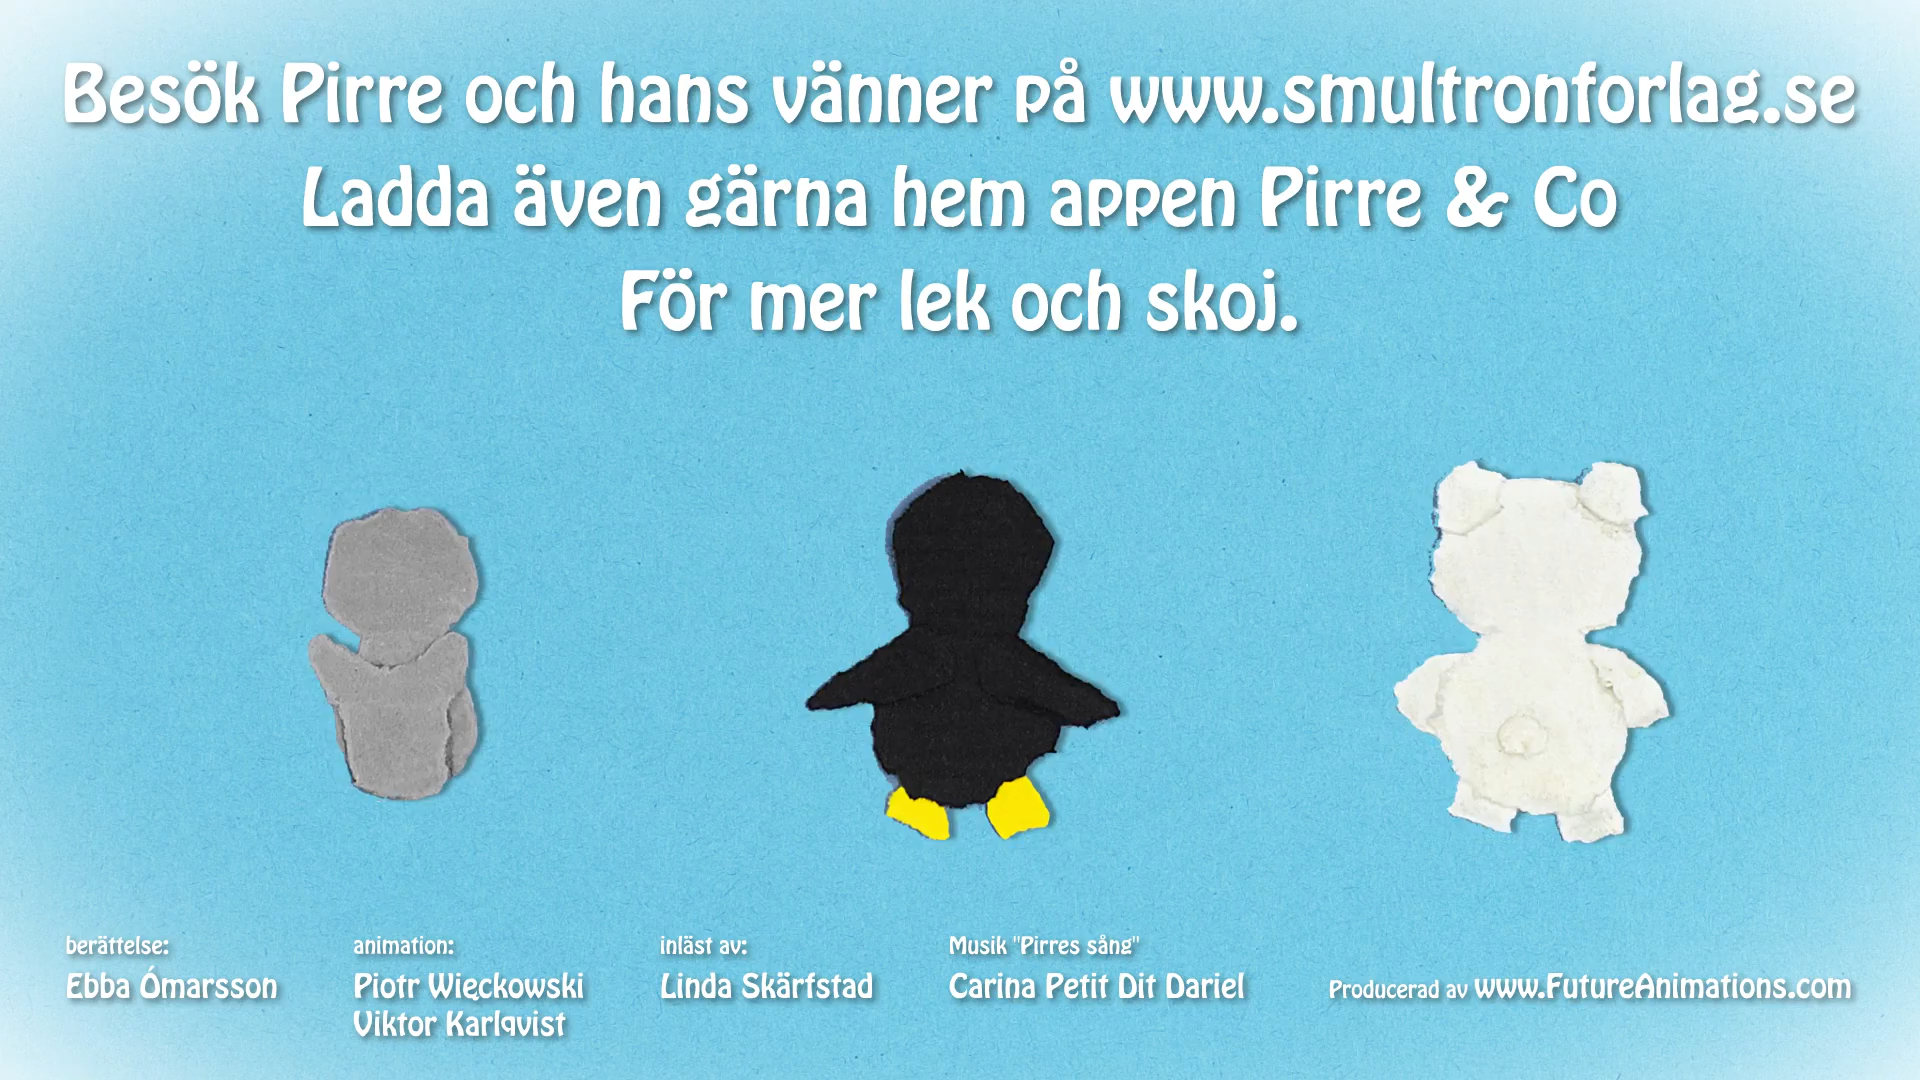 Besök Pirre och hans vänner på www.smultronforlag.se
Ladda även gärna hem appen Pirre & Co
För mer lek och skoj.
berättelse:
Ebba Ómarsson
animation:
Piotr Więckowski
Viktor Karlqvist
inläst av:
Linda Skärfstad
Musik "Pirres sång"
Carina Petit Dit Dariel
Producerad av www.FutureAnimations.com